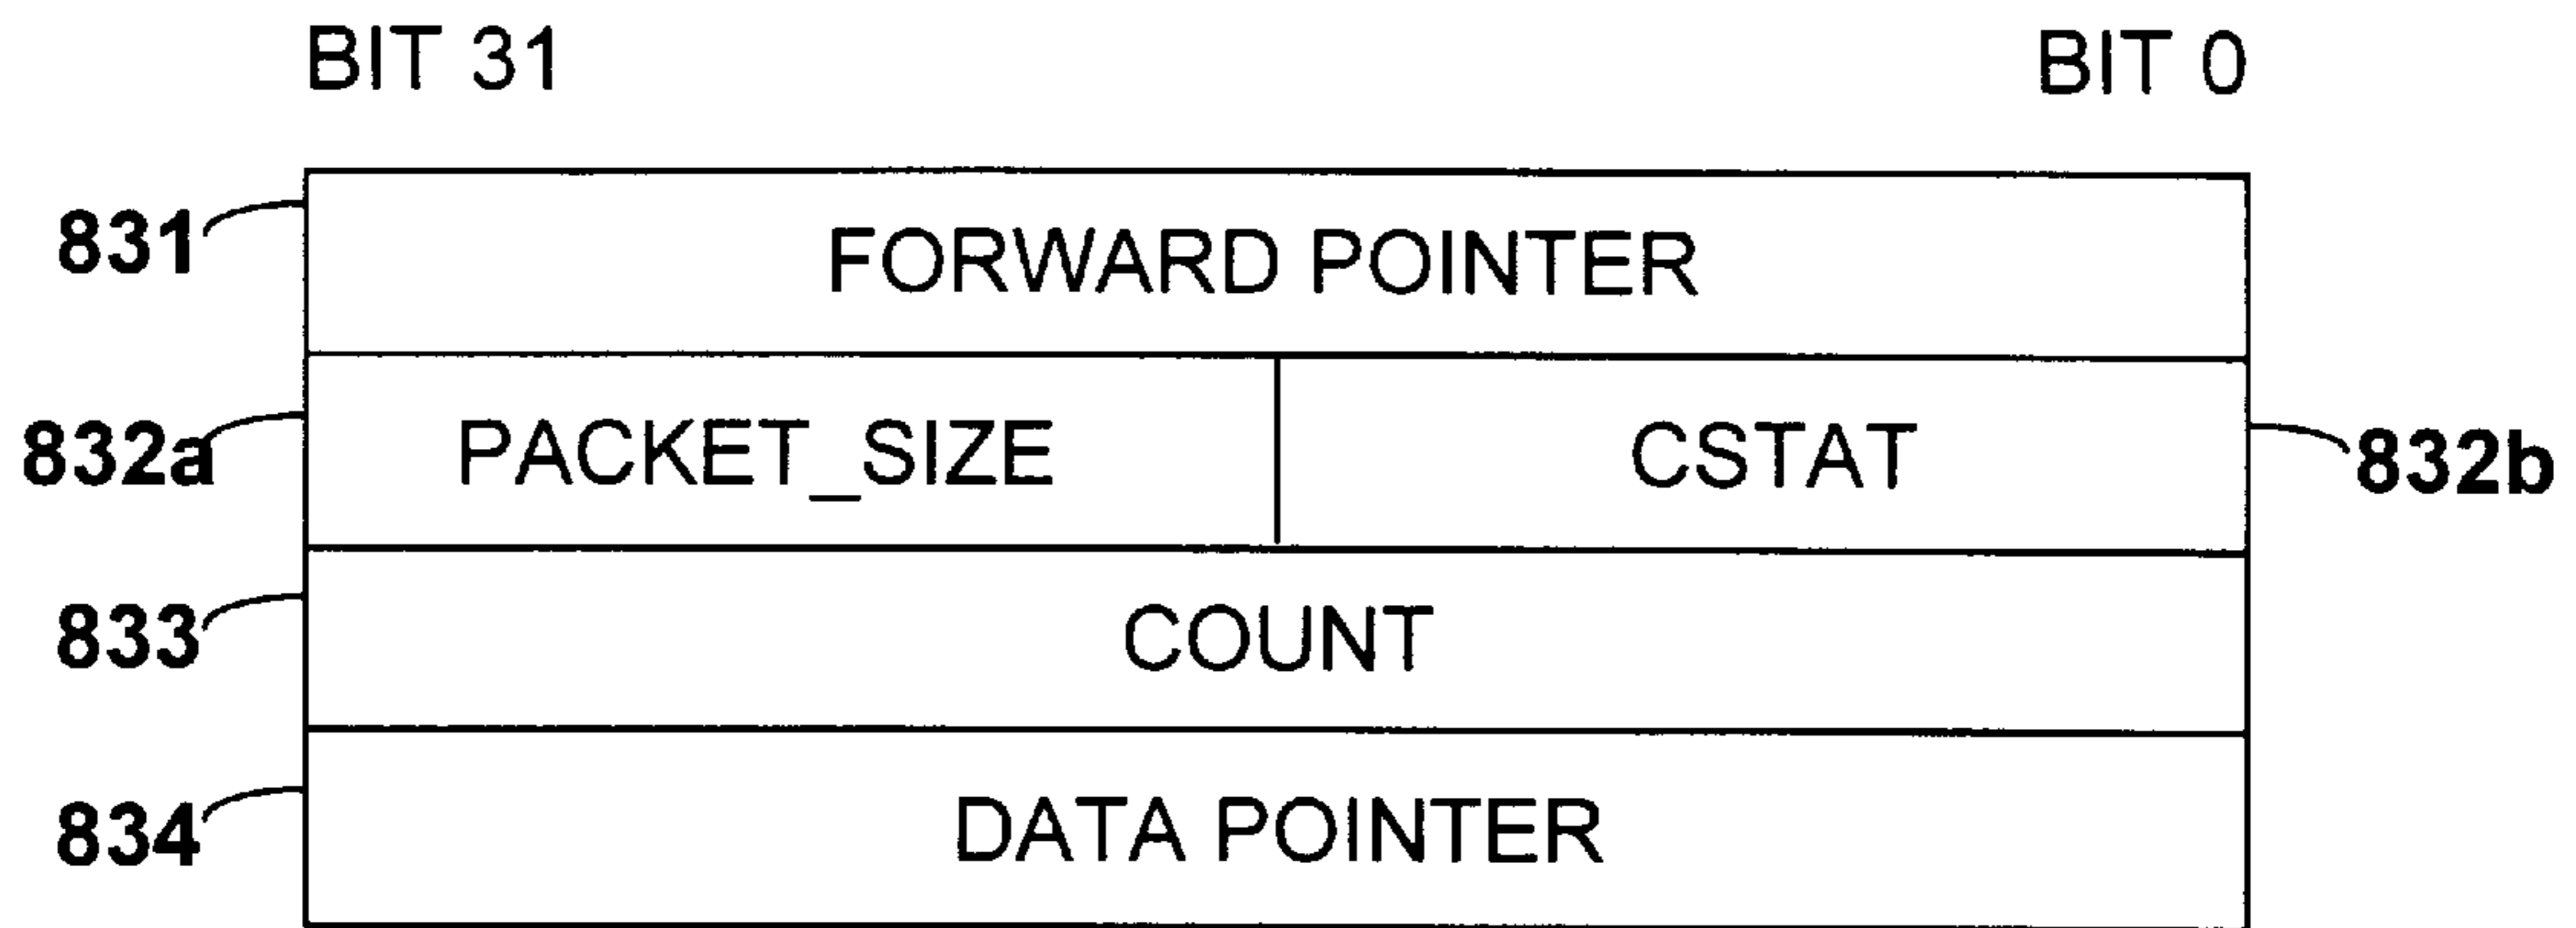 BIT 31 BIT 0
831 FORWARD POINTER
832a PACKET_SIZE CSTAT 832b
833 COUNT
834 DATA POINTER